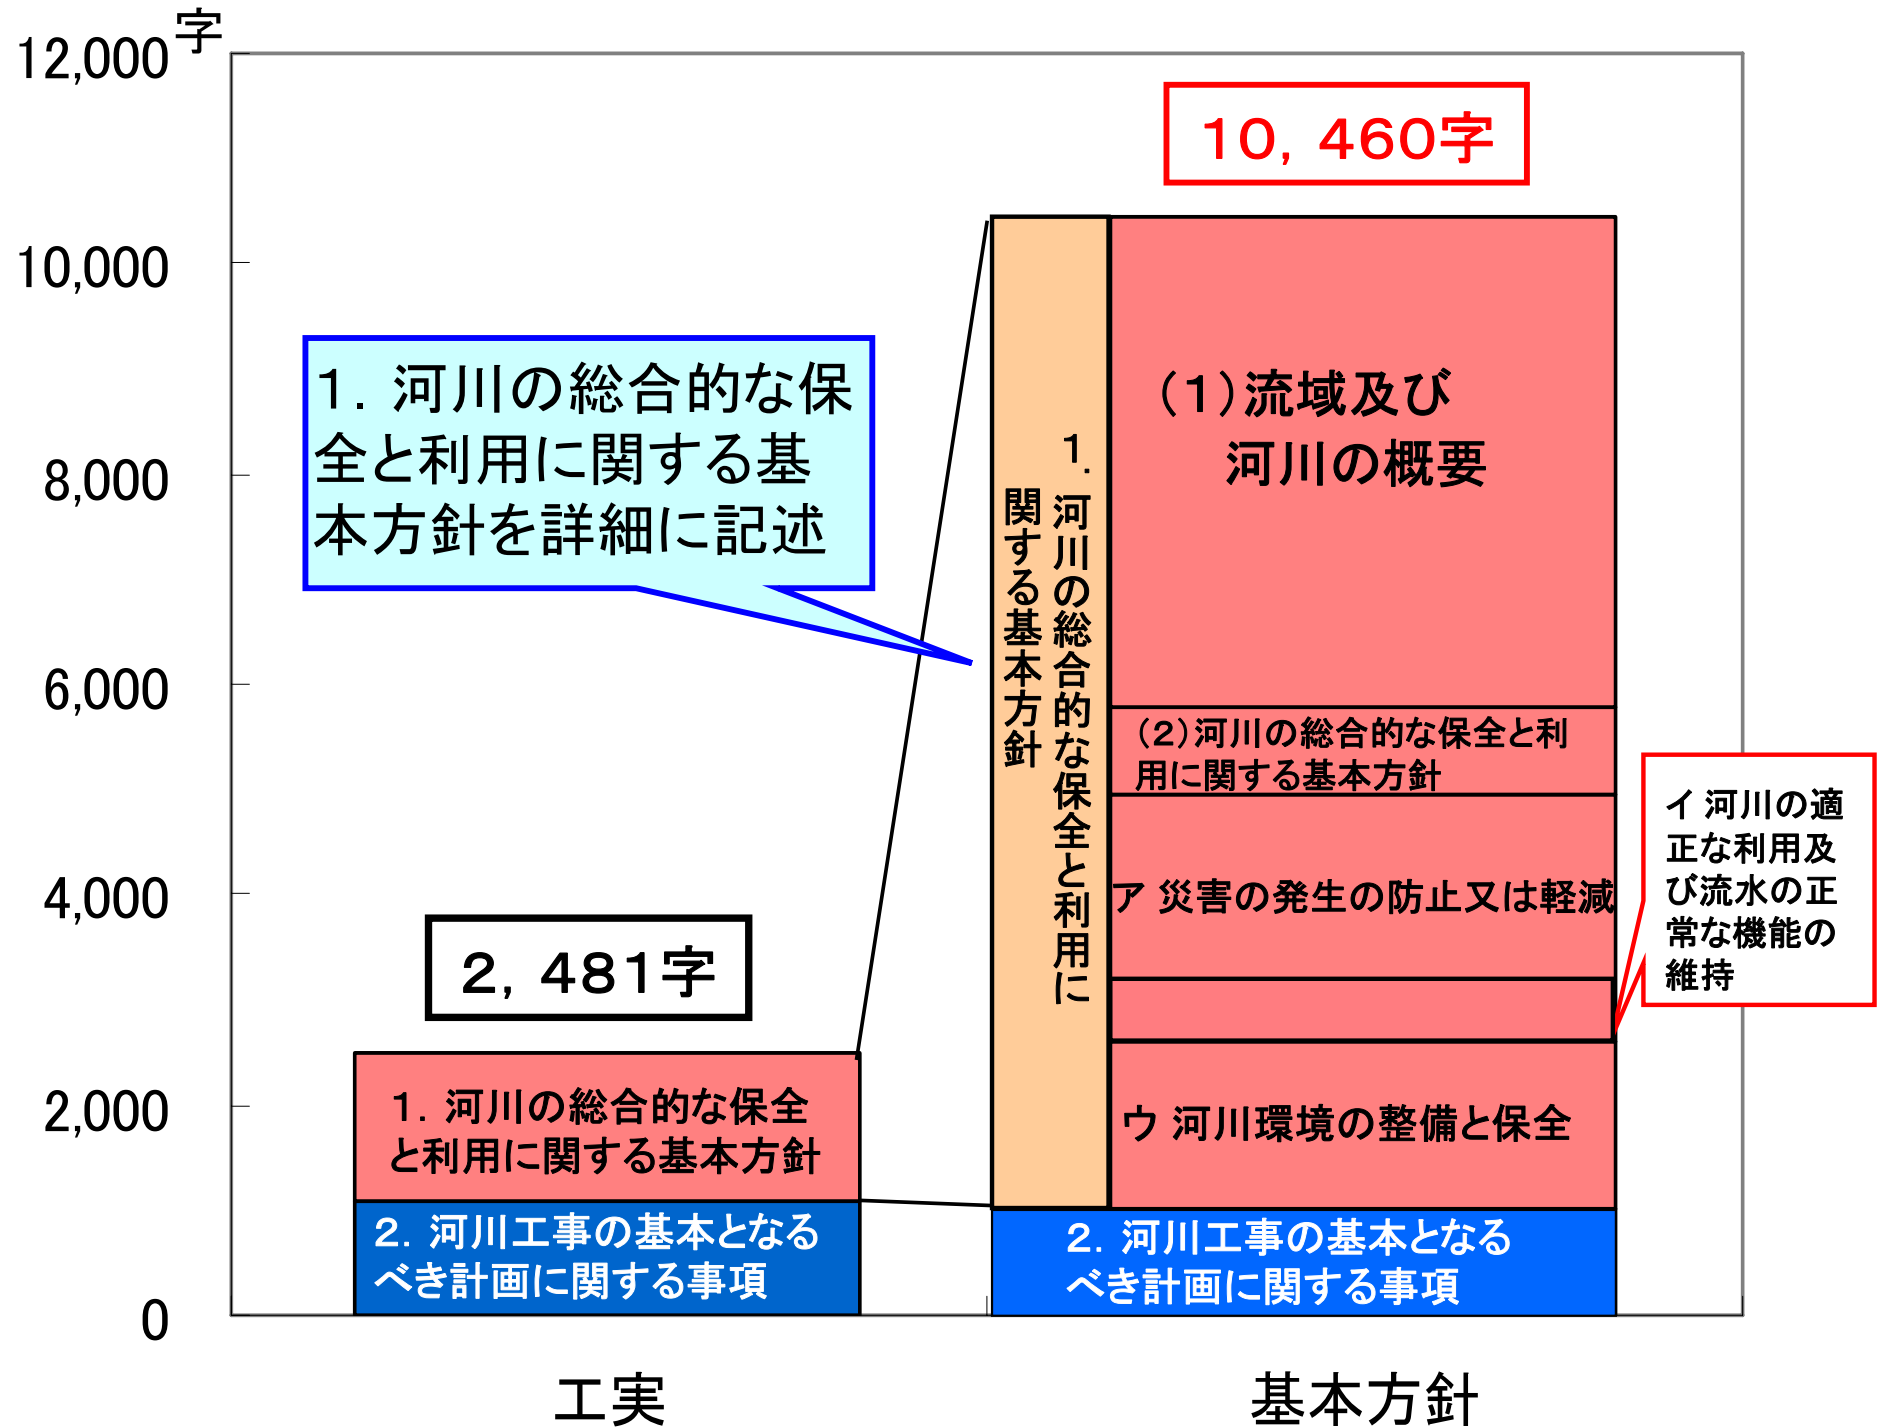 字
12,000
10,000
8,000
6,000
4,000
2,000
0
10，460字
1．河川の総合的な保
全と利用に関する基
本方針を詳細に記述
1．河川の総合的な保全と利用に
関する基本方針
（1）流域及び
河川の概要
（2）河川の総合的な保全と利
用に関する基本方針
ア 災害の発生の防止又は軽減
イ 河川の適
正な利用及
び流水の正
常な機能の
維持
ウ 河川環境の整備と保全
2．河川工事の基本となる
べき計画に関する事項
2，481字
1．河川の総合的な保全
と利用に関する基本方針
2．河川工事の基本となる
べき計画に関する事項
工実
基本方針